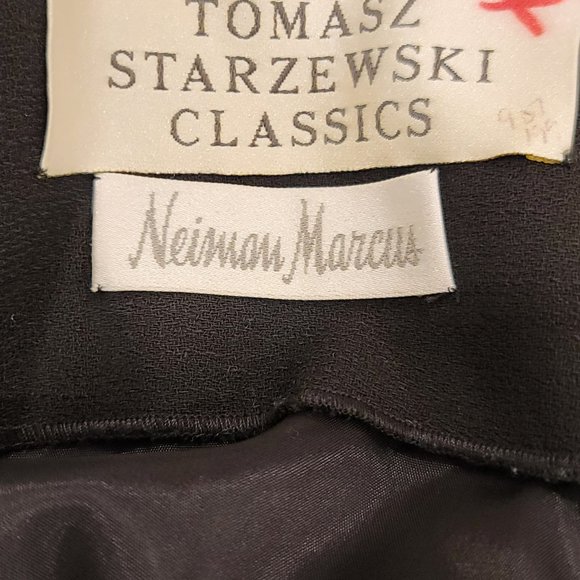 TOMASZ
STARZEWSKI
CLASSICS
Neiman Marcus